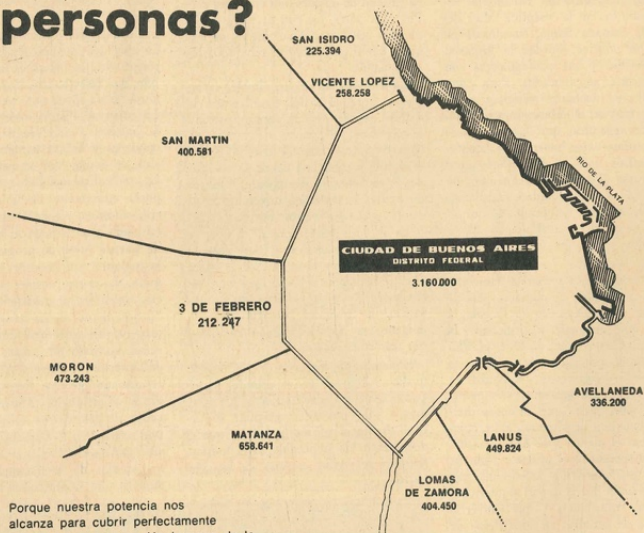 personas?
SAN ISIDRO
225.394
VICENTE LOPEZ
258.258
SAN MARTIN
400.581
RIO DE LA PLATA
CIUDAD DE BUENOS AIRES
DISTRITO FEDERAL
3.160.000
3 DE FEBRERO
212.247
MORON
473.243
AVELLANEDA
336.200
MATANZA
658.641
LANUS
449.824
LOMAS
DE ZAMORA
404.450
Porque nuestra potencia nos
alcanza para cubrir perfectamente